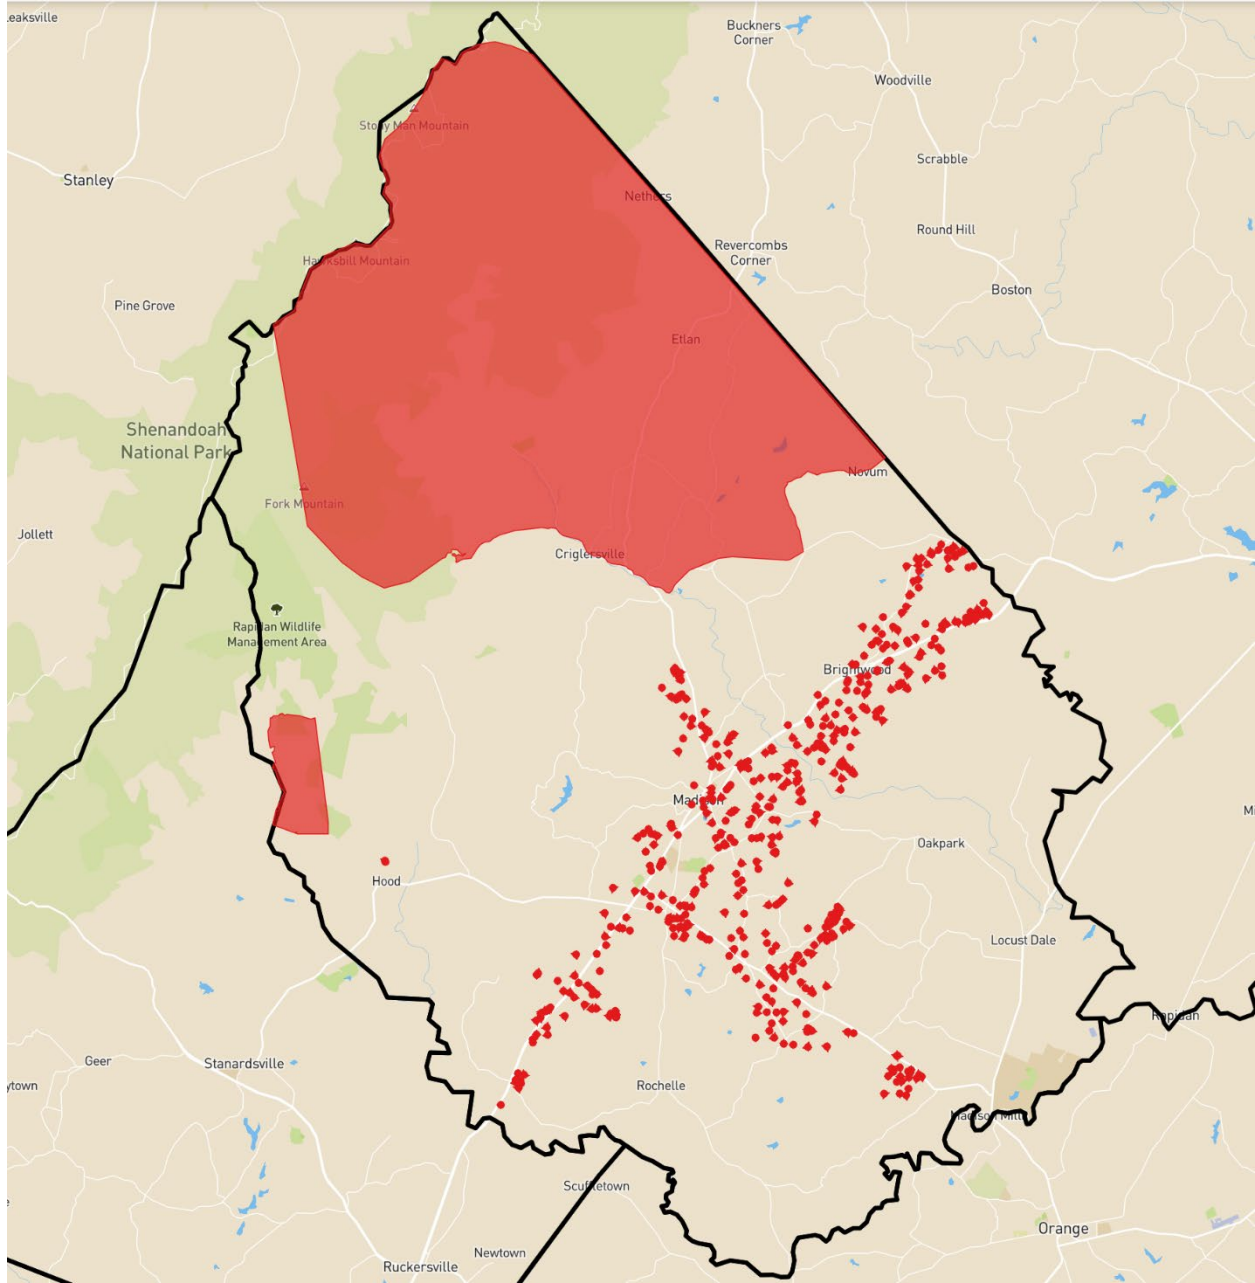 eaksville
Buckners
Corner
Woodville
Stony Man Mountain
Scrabble
Stanley
Nethers
Round Hill
Revercombs
Corner
Hawksbill Mountain
Boston
Pine Grove
Etlan
Shenandoah
National Park
Novum
Fork Mountain
Jollett
Criglersville
Rapidan Wildlife
Management Area
Brightwood
Madison
Mi
Oakpark
Hood
Locust Dale
Rapidan
Geer
Stanardsville
ytown
Rochelle
Madison Mills
Scuffletown
Orange
Newtown
Ruckersville